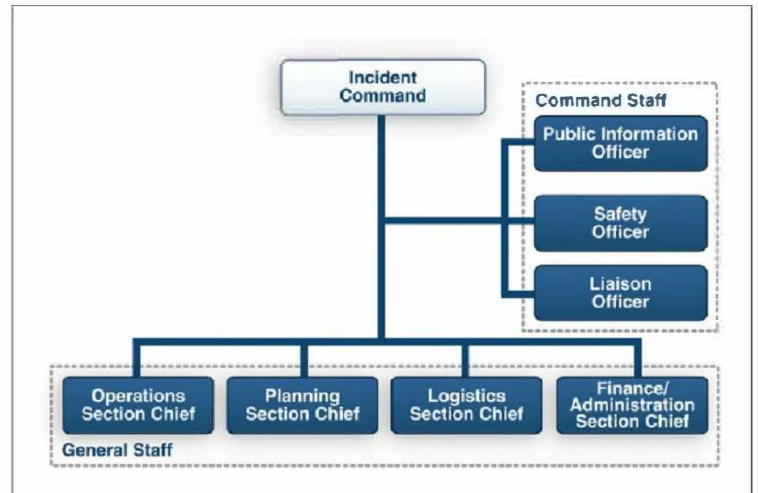 Incident
Command
Command Staff
Public Information
Officer
Safety
Officer
Liaison
Officer
Operations
Section Chief
Planning
Section Chief
Logistics
Section Chief
Finance/
Administration
Section Chief
General Staff